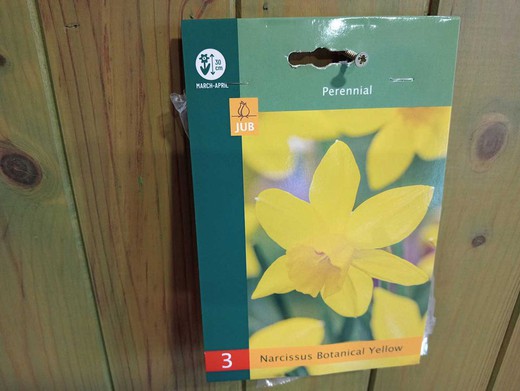 30
cm
MARCH-APRIL
Perennial
JUB
3
Narcissus Botanical Yellow